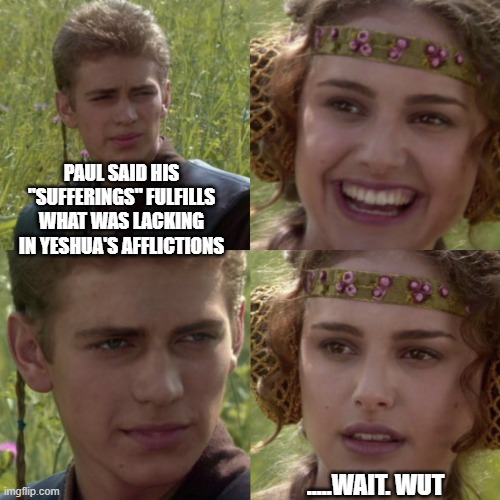 PAUL SAID HIS
"SUFFERINGS" FULFILLS
WHAT WAS LACKING
IN YESHUA'S AFFLICTIONS
.....WAIT. WUT
imgflip.com